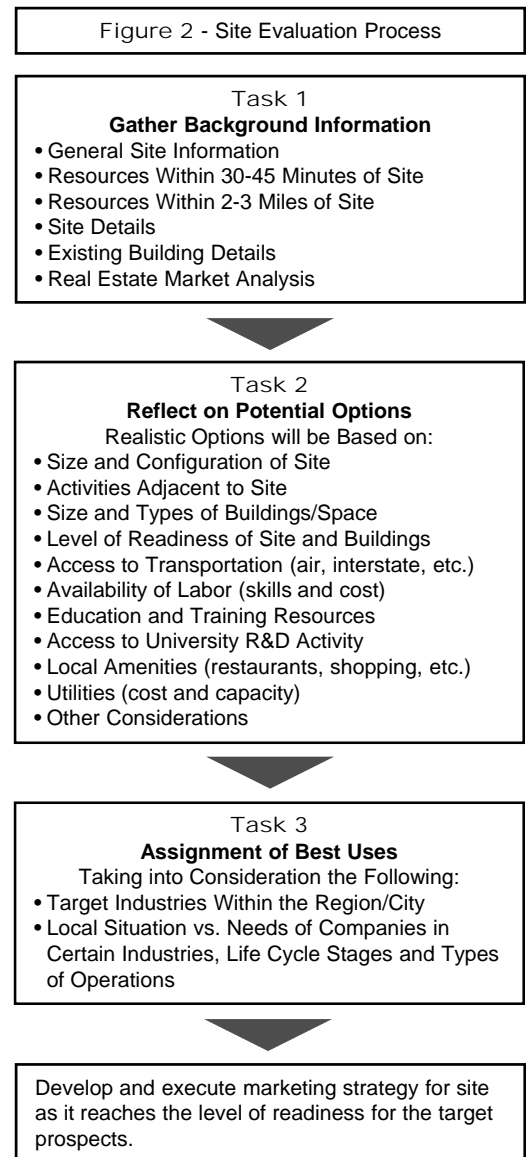 Figure 2 - Site Evaluation Process
Task 1
Gather Background Information
• General Site Information
• Resources Within 30-45 Minutes of Site
• Resources Within 2-3 Miles of Site
• Site Details
• Existing Building Details
• Real Estate Market Analysis
Task 2
Reflect on Potential Options
Realistic Options will be Based on:
• Size and Configuration of Site
• Activities Adjacent to Site
• Size and Types of Buildings/Space
• Level of Readiness of Site and Buildings
• Access to Transportation (air, interstate, etc.)
• Availability of Labor (skills and cost)
• Education and Training Resources
• Access to University R&D Activity
• Local Amenities (restaurants, shopping, etc.)
• Utilities (cost and capacity)
• Other Considerations
Task 3
Assignment of Best Uses
Taking into Consideration the Following:
• Target Industries Within the Region/City
• Local Situation vs. Needs of Companies in
Certain Industries, Life Cycle Stages and Types
of Operations
Develop and execute marketing strategy for site
as it reaches the level of readiness for the target
prospects.